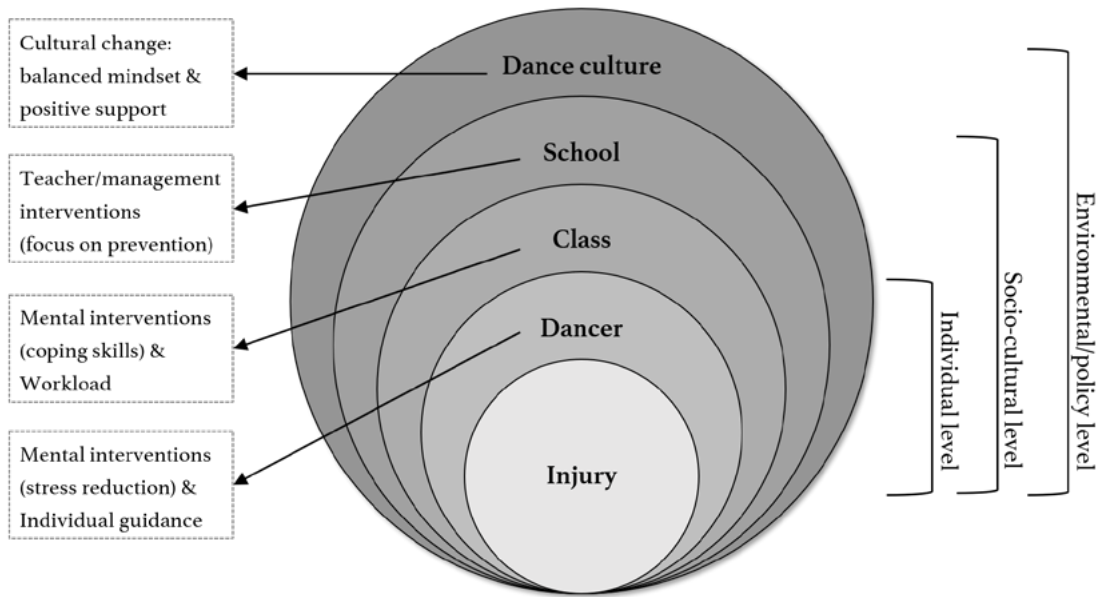 Cultural change:
balanced mindset &
positive support
Teacher/management
interventions
(focus on prevention)
Mental interventions
(coping skills) &
Workload
Mental interventions
(stress reduction) &
Individual guidance
Dance culture
School
Class
Dancer
Injury
Individual level
Socio-cultural level
Environmental/policy level